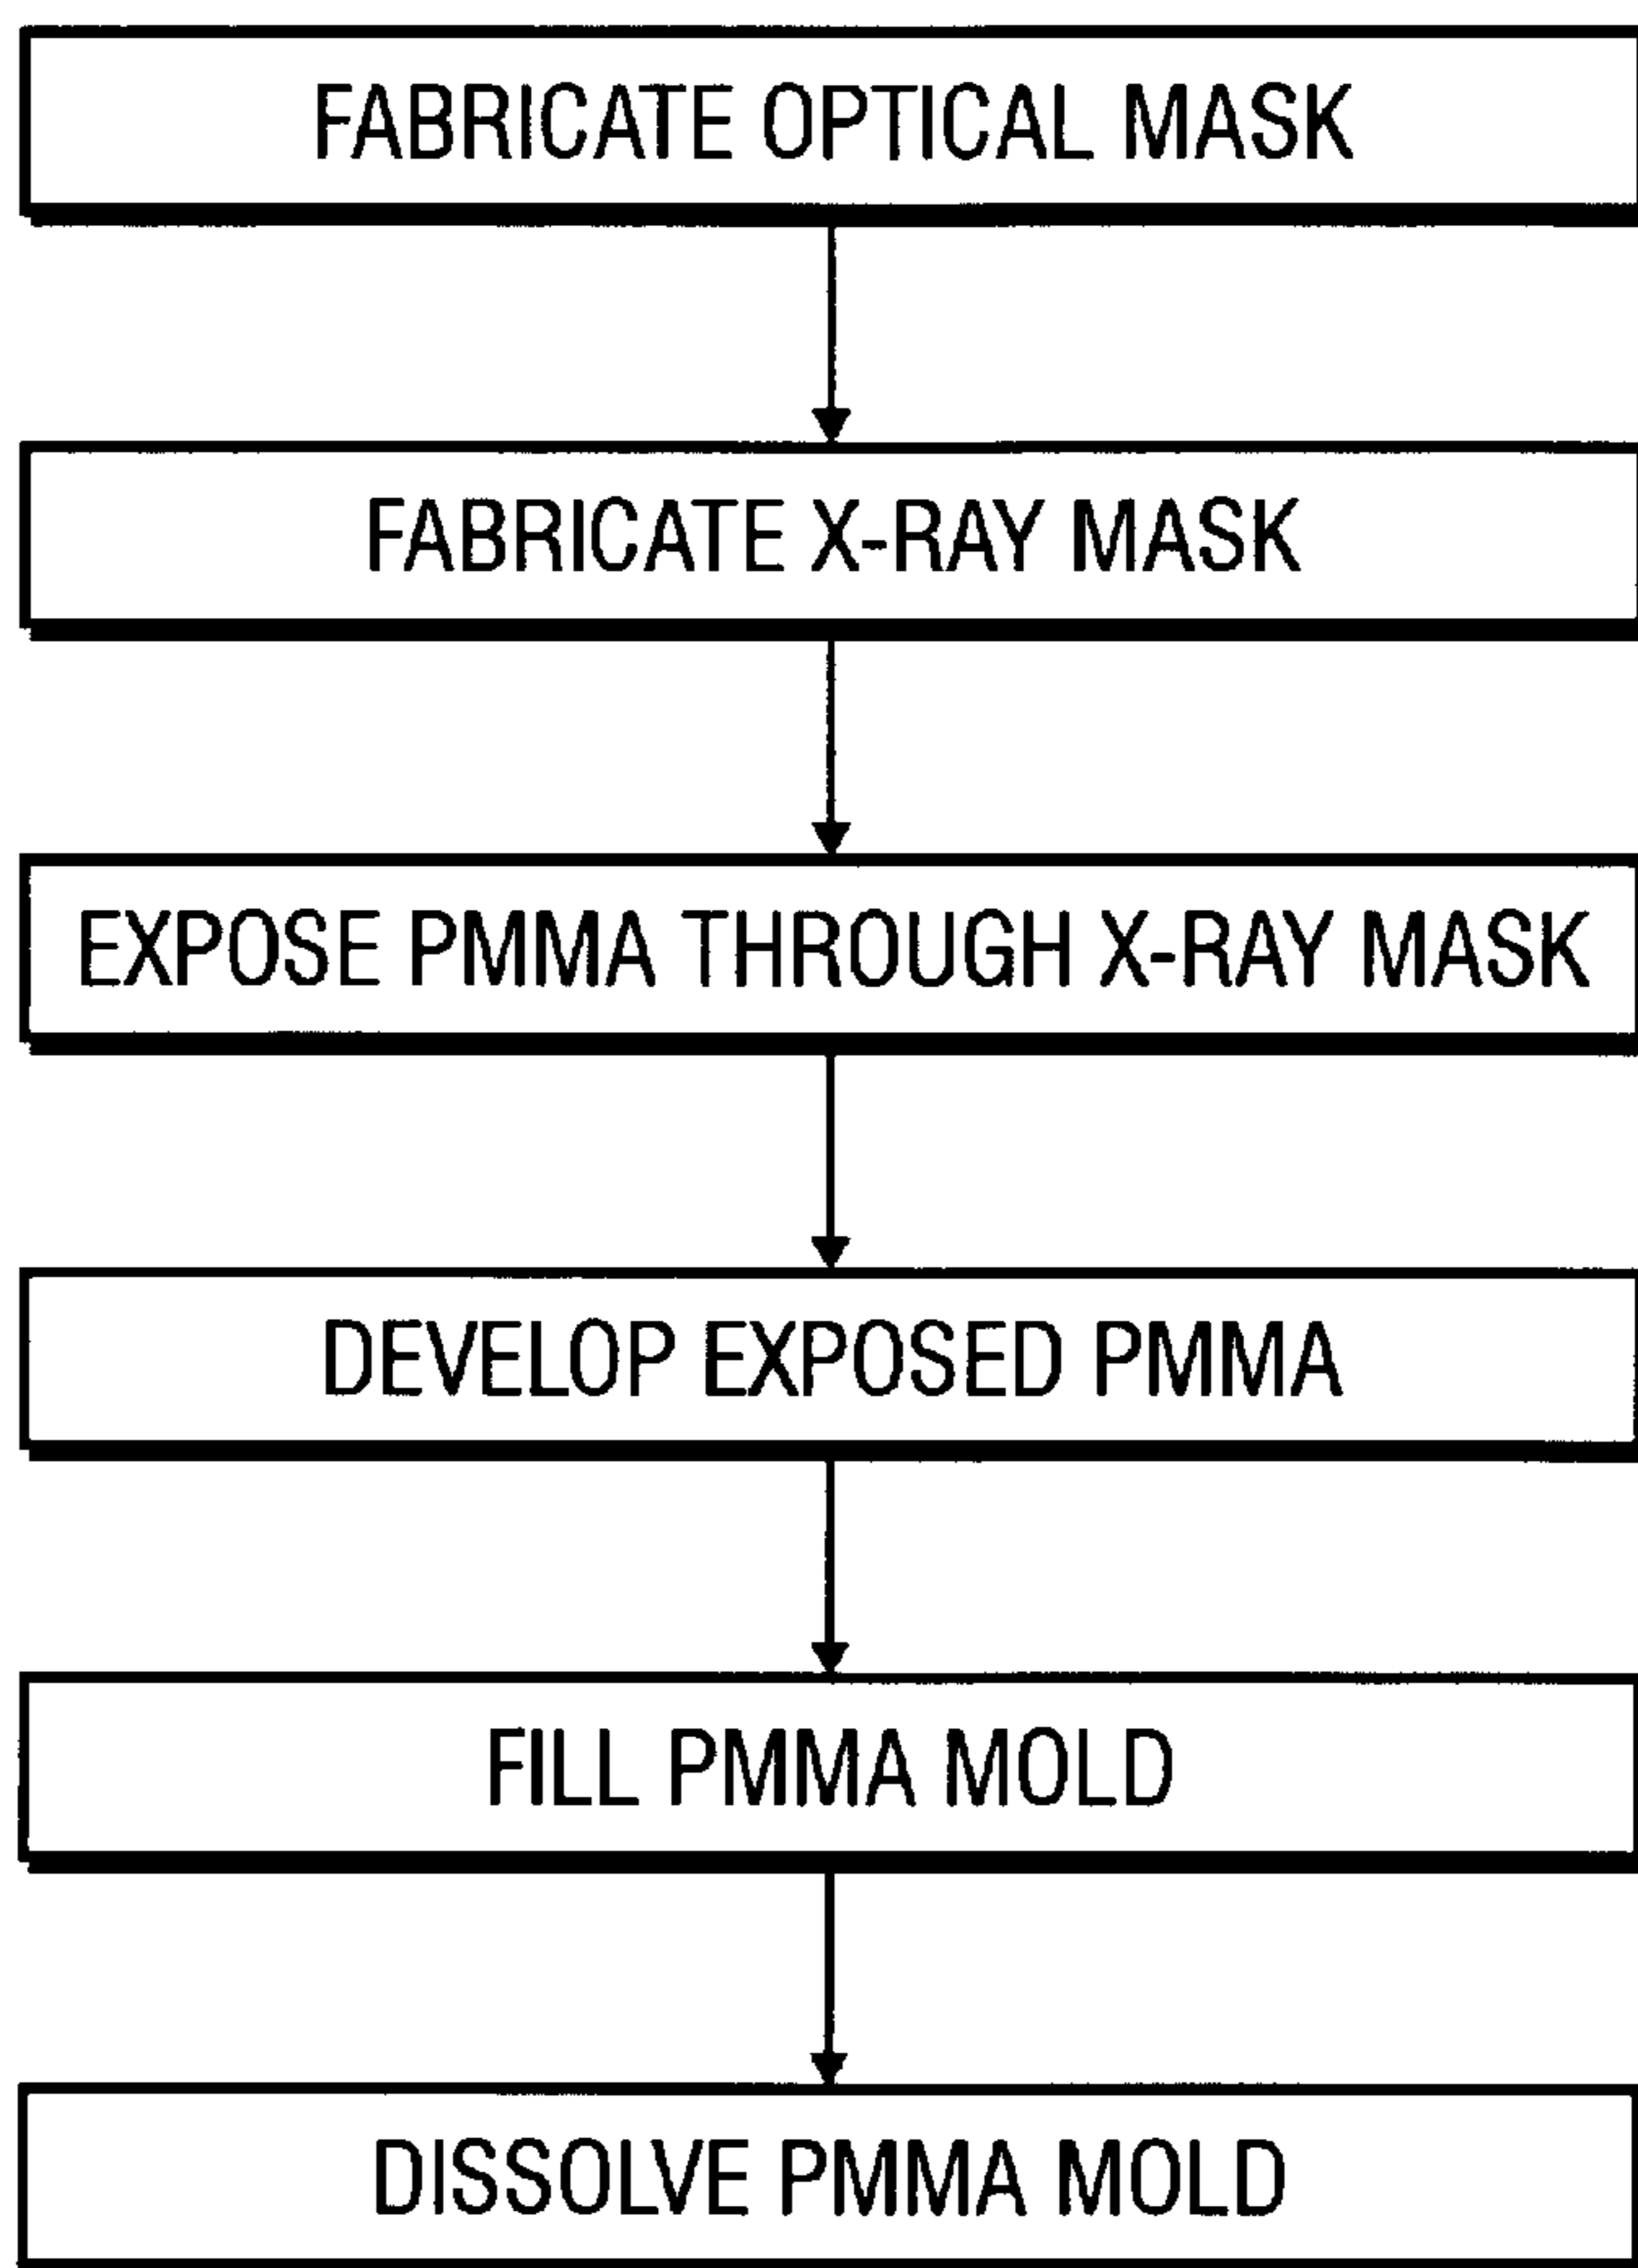 FABRICATE OPTICAL MASK
FABRICATE X-RAY MASK
EXPOSE PMMA THROUGH X-RAY MASK
DEVELOP EXPOSED PMMA
FILL PMMA MOLD
DISSOLVE PMMA MOLD